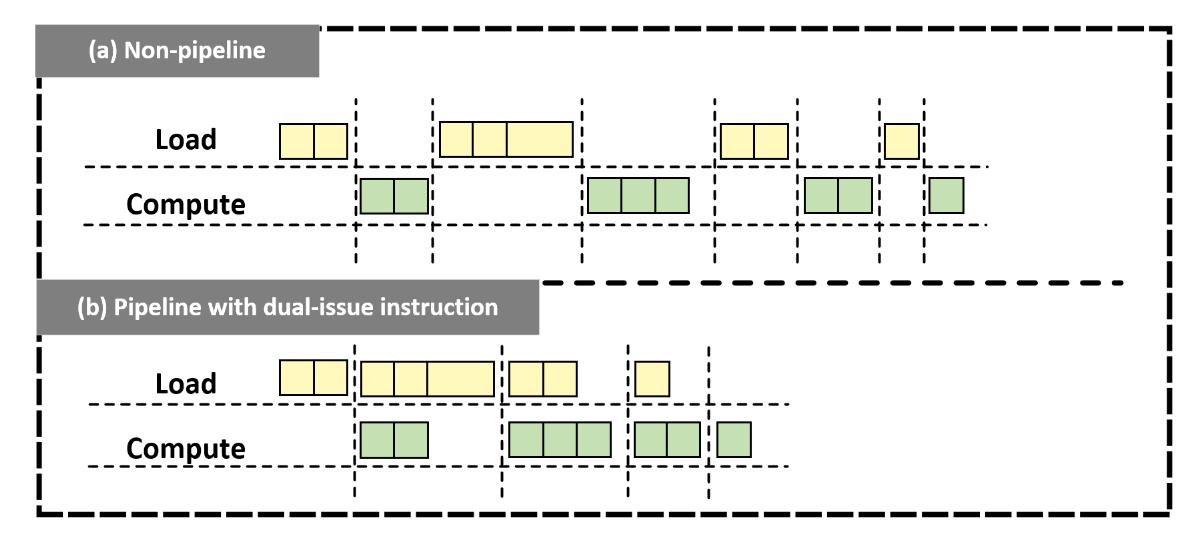 (a) Non-pipeline
Load
Compute
(b) Pipeline with dual-issue instruction
Load
Compute